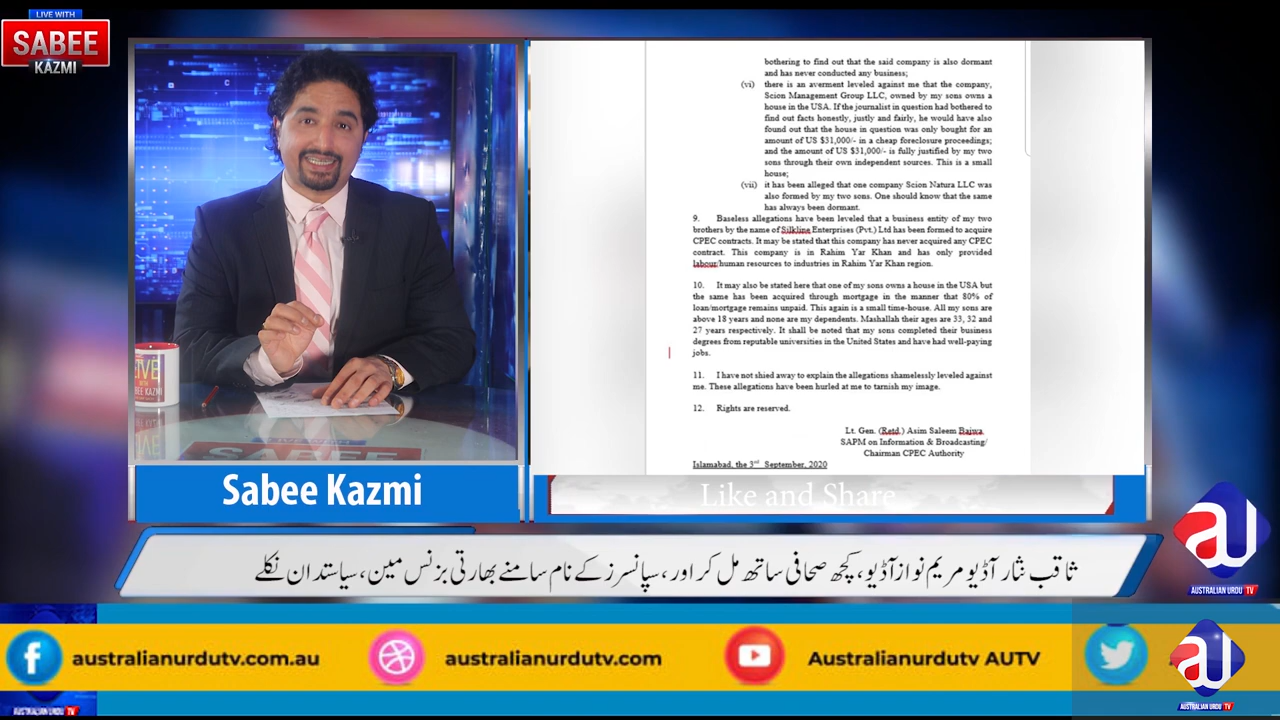 LIVE WITH
SABEE
KAZMI
bothering to find out that the said company is also dormant
and has never conducted any business;
(vi) there is an averment leveled against me that the company,
Scion Management Group LLC, owned by my sons owns a
house in the USA. If the journalist in question had bothered to
find out facts honestly, justly and fairly, he would have also
found out that the house in question was only bought for an
amount of US $31,000/- in a cheap foreclosure proceedings;
and the amount of US $31,000/- is fully justified by my two
sons through their own independent sources. This is a small
house;
(vii) it has been alleged that one company Scion Natura LLC was
also formed by my two sons. One should know that the same
has always been dormant.
9. Baseless allegations have been leveled that a business entity of my two
brothers by the name of Silkline Enterprises (Pvt.) Ltd has been formed to acquire
CPEC contracts. It may be stated that this company has never acquired any CPEC
contract. This company is in Rahim Yar Khan and has only provided
labour/human resources to industries in Rahim Yar Khan region.
10. It may also be stated here that one of my sons owns a house in the USA but
the same has been acquired through mortgage in the manner that 80% of
loan/mortgage remains unpaid. This again is a small time-house. All my sons are
above 18 years and none are my dependents. Mashallah their ages are 33, 32 and
27 years respectively. It shall be noted that my sons completed their business
degrees from reputable universities in the United States and have had well-paying
jobs.
11. I have not shied away to explain the allegations shamelessly leveled against
me. These allegations have been hurled at me to tarnish my image.
12. Rights are reserved.
Lt. Gen. (Retd.) Asim Saleem Bajwa
SAPM on Information & Broadcasting/
Chairman CPEC Authority
Islamabad, the 3rd September, 2020
LIVE
WITH
SABEE KAZMI
Sabee Kazmi
Like and Share
ثاقب نثار آڈیو مریم نواز آڈیو، کچھ صحافی ساتھ مل کر اور، سپانسرز کے نام سامنے بھارتی بزنس مین، سیاستدان نکلے
AUSTRALIAN URDU TV
australianurdutv.com.au
australianurdutv.com
Australianurdutv AUTV
AUSTRALIAN URDU TV
AUSTRALIAN URDU TV